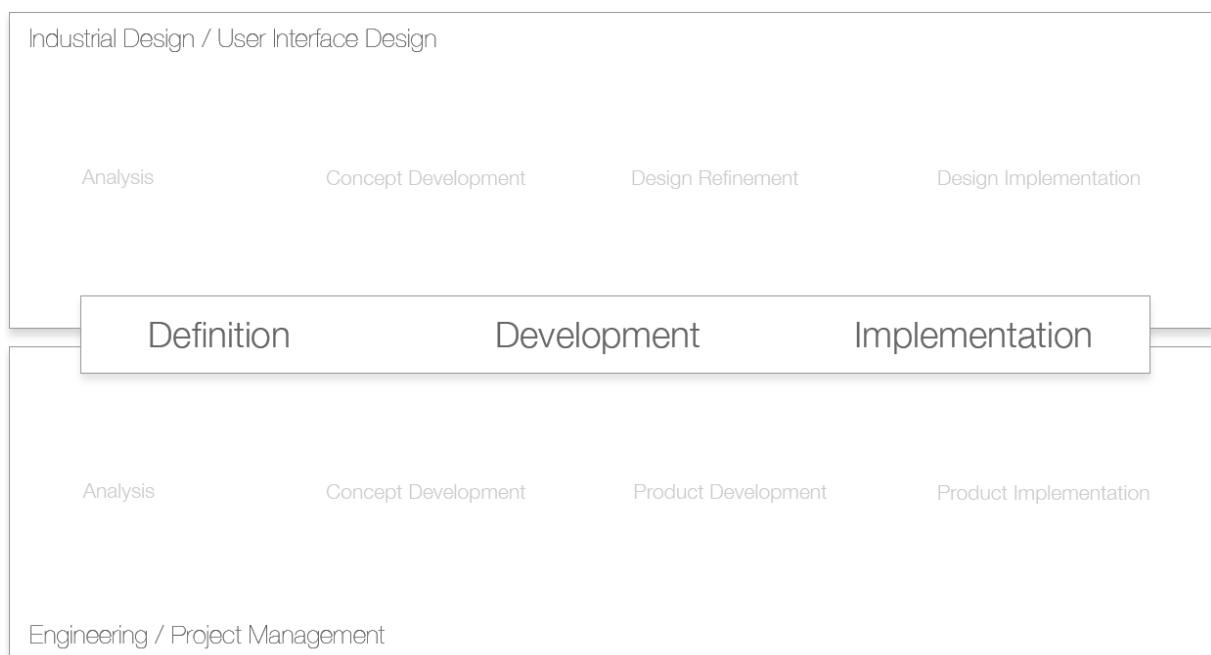 Industrial Design / User Interface Design
Analysis Concept Development Design Refinement Design Implementation
Definition Development Implementation
Analysis Concept Development Product Development Product Implementation
Engineering / Project Management